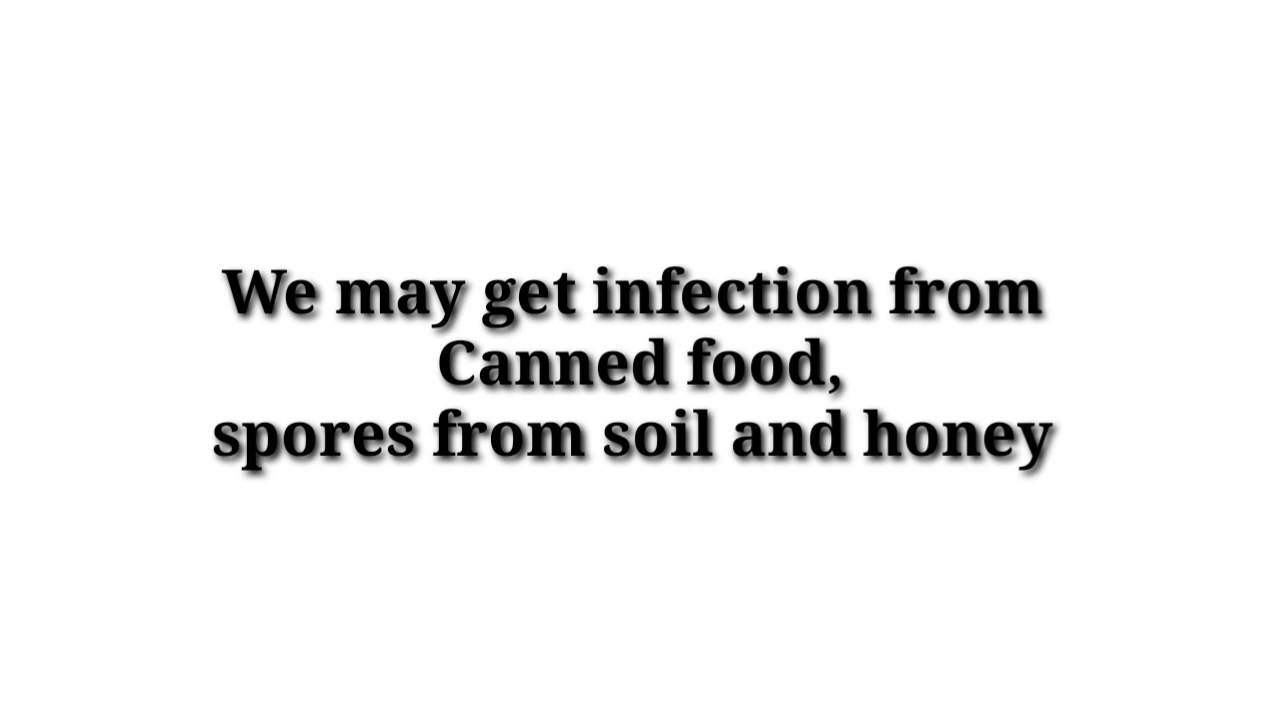 We may get infection from
Canned food,
spores from soil and honey